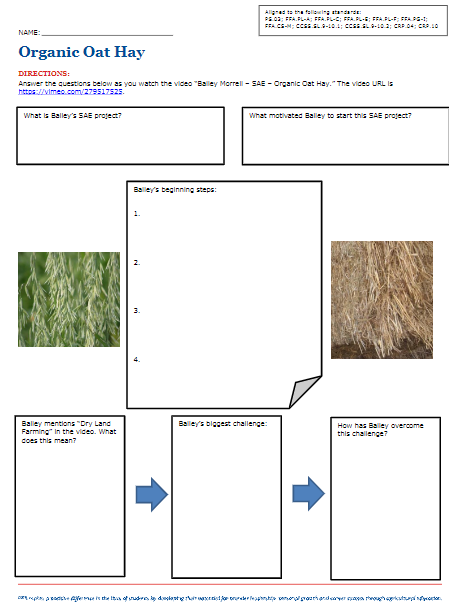 Aligned to the following standards:
PS.03; FFA.PL-A; FFA.PL-C; FFA.PL-E; FFA.PL-F; FFA.PG-J;
FFA.CS-M; CCSS.SL.9-10.1; CCSS.SL.9-10.2; CRP.04; CRP.10
NAME:
Organic Oat Hay
DIRECTIONS:
Answer the questions below as you watch the video "Bailey Morrell – SAE – Organic Oat Hay." The video URL is
https://vimeo.com/279517525.
What is Bailey's SAE project?
What motivated Bailey to start this SAE project?
Bailey's beginning steps:
1.
2.
3.
4.
Bailey mentions "Dry Land
Farming" in the video. What
does this mean?
Bailey's biggest challenge:
How has Bailey overcome
this challenge?
FFA makes a positive difference in the lives of students by developing their potential for premier leadership, personal growth and career success through agricultural education.